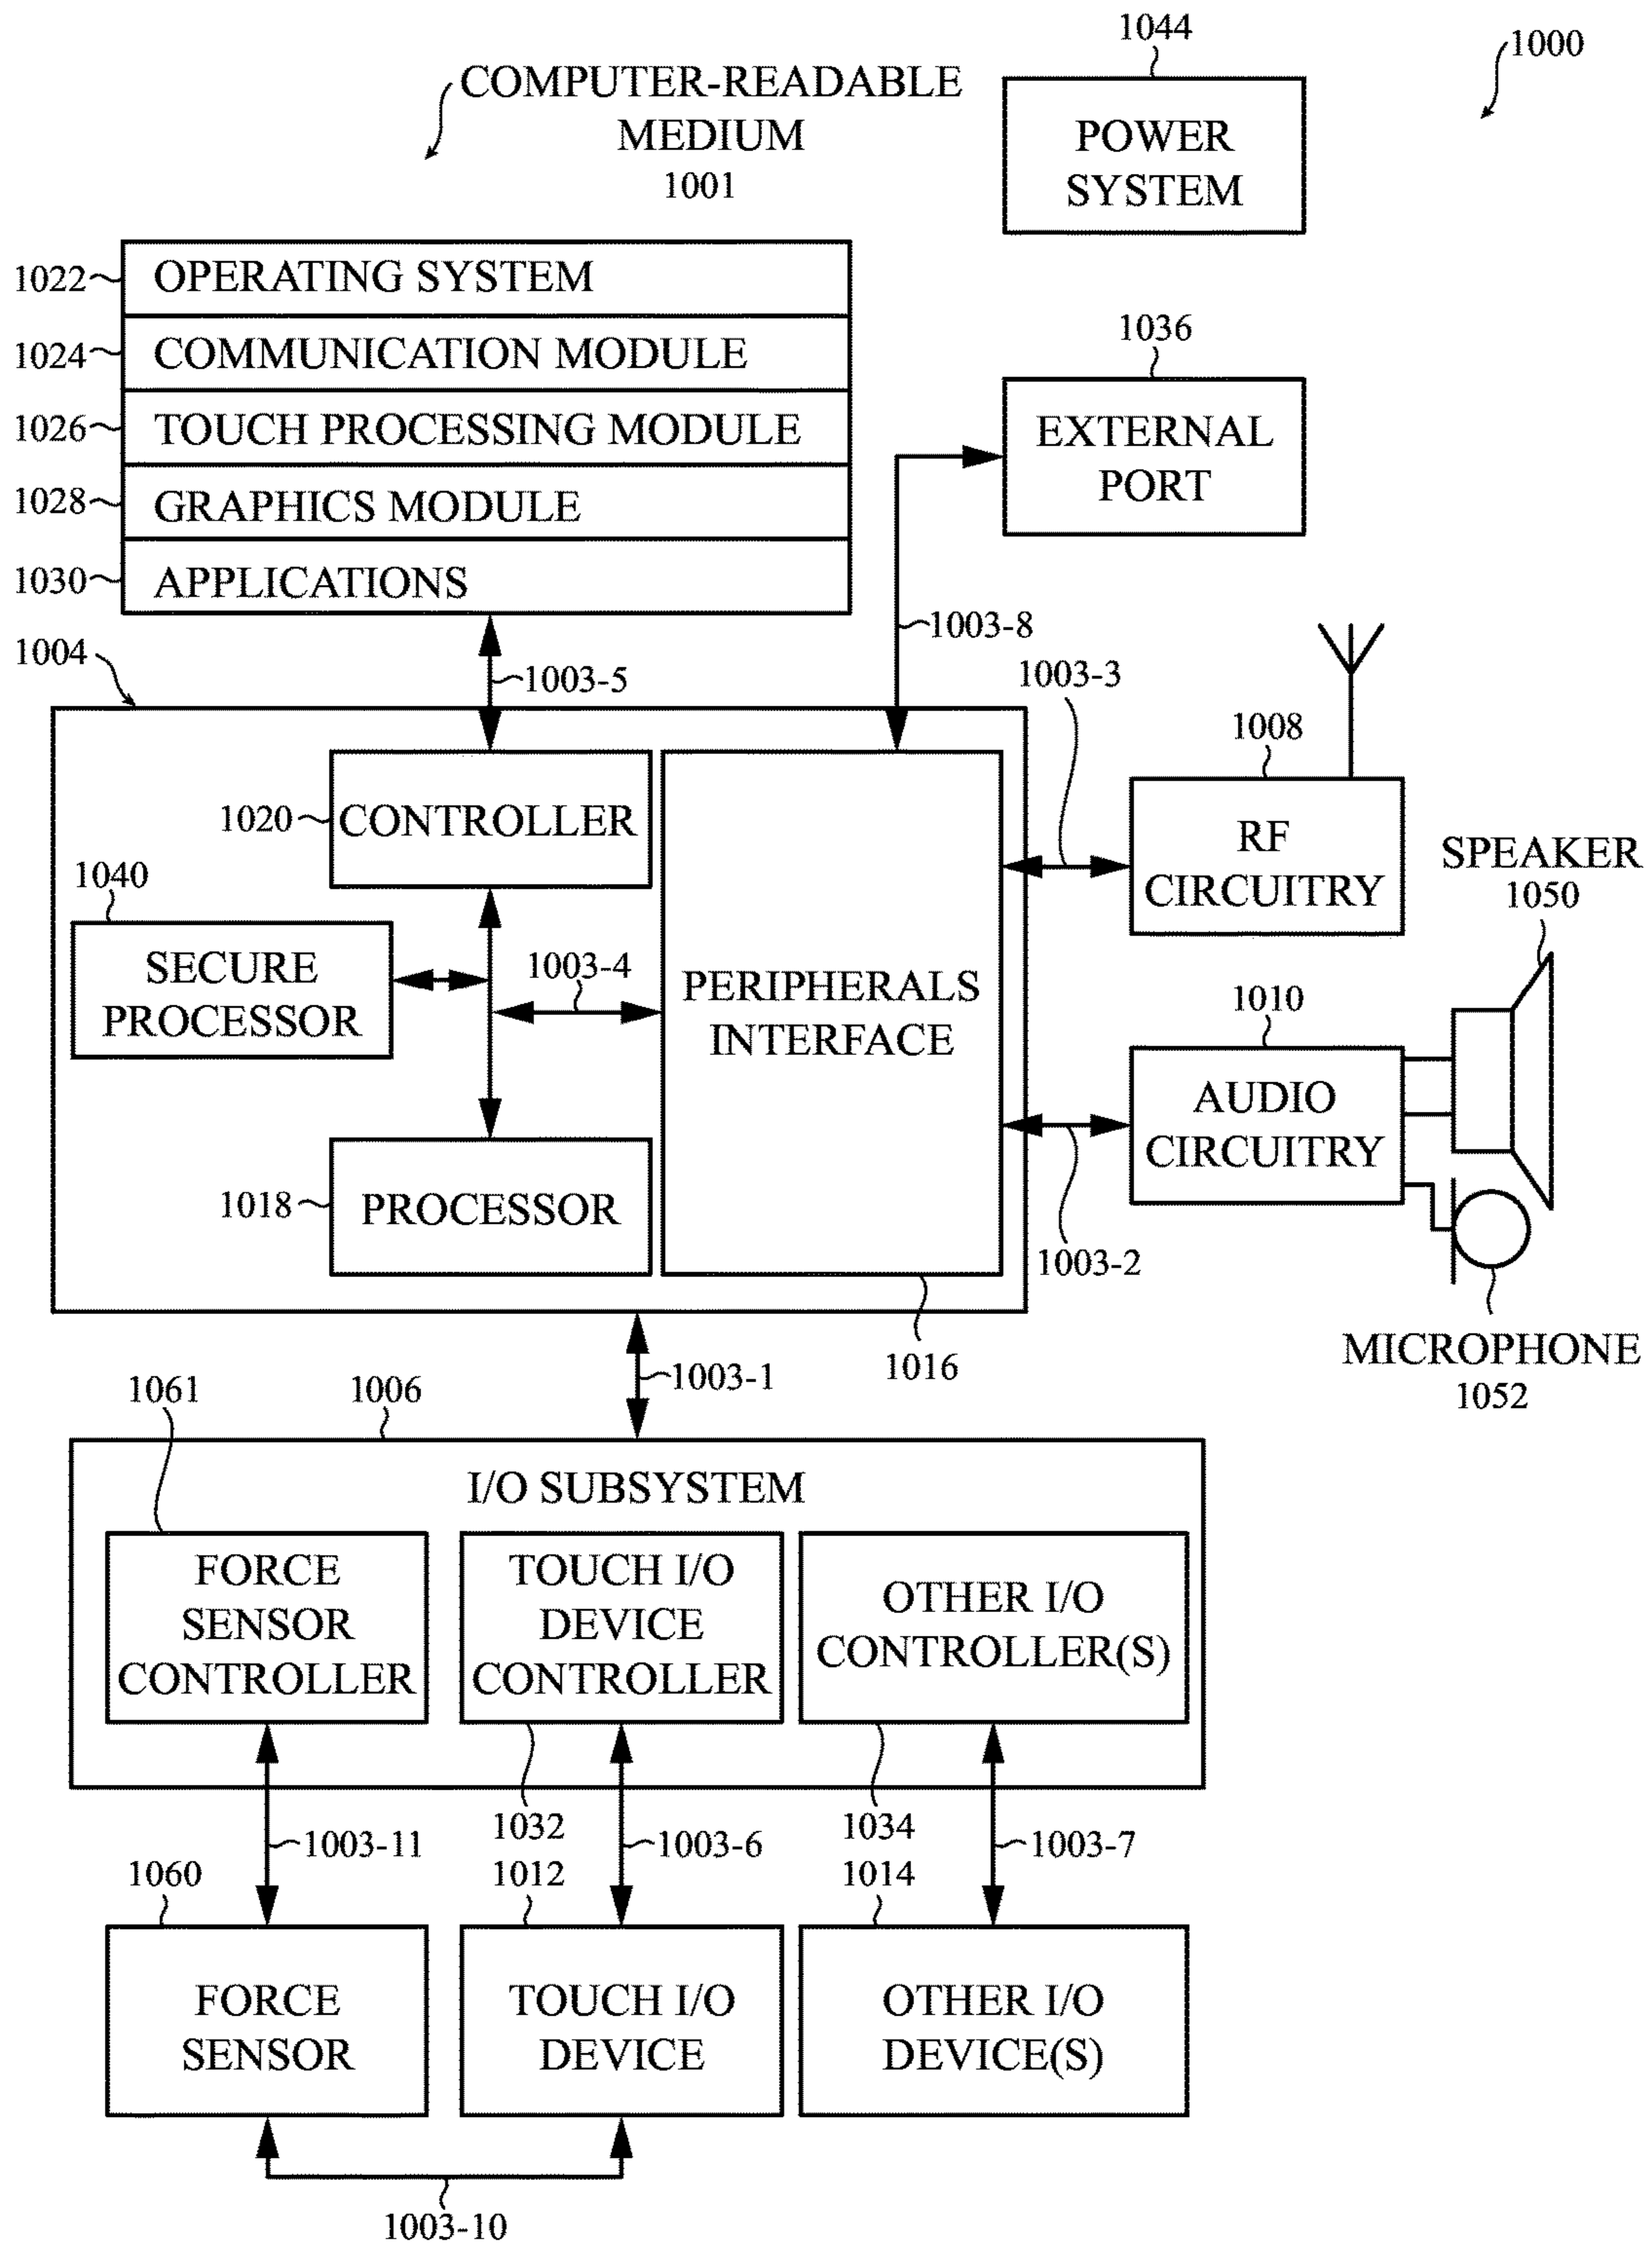 1044
1000
COMPUTER-READABLE
MEDIUM
1001
POWER
SYSTEM
1022
OPERATING SYSTEM
1024
COMMUNICATION MODULE
1026
TOUCH PROCESSING MODULE
1028
GRAPHICS MODULE
1030
APPLICATIONS
1036
EXTERNAL
PORT
1003-8
1004
1003-5
1003-3
1008
RF
CIRCUITRY
1020
CONTROLLER
1040
SECURE
PROCESSOR
1003-4
PERIPHERALS
INTERFACE
SPEAKER
1050
1010
AUDIO
CIRCUITRY
1018
PROCESSOR
1003-2
1016
MICROPHONE
1052
1003-1
1061
1006
I/O SUBSYSTEM
FORCE
SENSOR
CONTROLLER
TOUCH I/O
DEVICE
CONTROLLER
OTHER I/O
CONTROLLER(S)
1032
1034
1003-11
1003-6
1003-7
1060
1012
1014
FORCE
SENSOR
TOUCH I/O
DEVICE
OTHER I/O
DEVICE(S)
1003-10